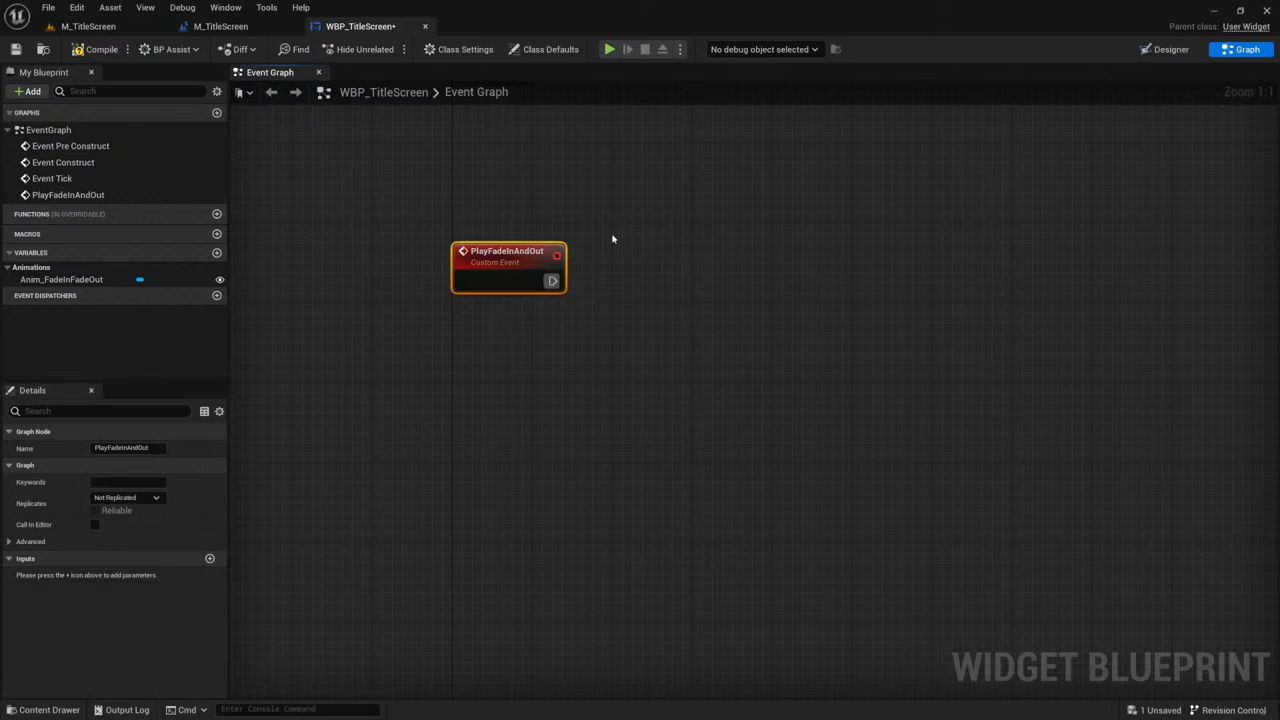 File Edit Asset View Debug Window Tools Help
M_TitleScreen M_TitleScreen WBP_TitleScreen* Parent class: User Widget
Compile BP Assist Diff Find Hide Unrelated Class Settings Class Defaults No debug object selected Designer Graph
My Blueprint Event Graph
Add Search WBP_TitleScreen > Event Graph Zoom 1:1
GRAPHS
EventGraph
Event Pre Construct
Event Construct
Event Tick
PlayFadeInAndOut
FUNCTIONS (36 OVERRIDABLE)
MACROS
VARIABLES
Animations
Anim_FadeInFadeOut
EVENT DISPATCHERS
PlayFadeInAndOut
Custom Event
Details
Search
Graph Node
Name PlayFadeInAndOut
Graph
Keywords
Replicates Not Replicated
Reliable
Call In Editor
Advanced
Inputs
Please press the + icon above to add parameters
WIDGET BLUEPRINT
Content Drawer Output Log Cmd Enter Console Command 1 Unsaved Revision Control